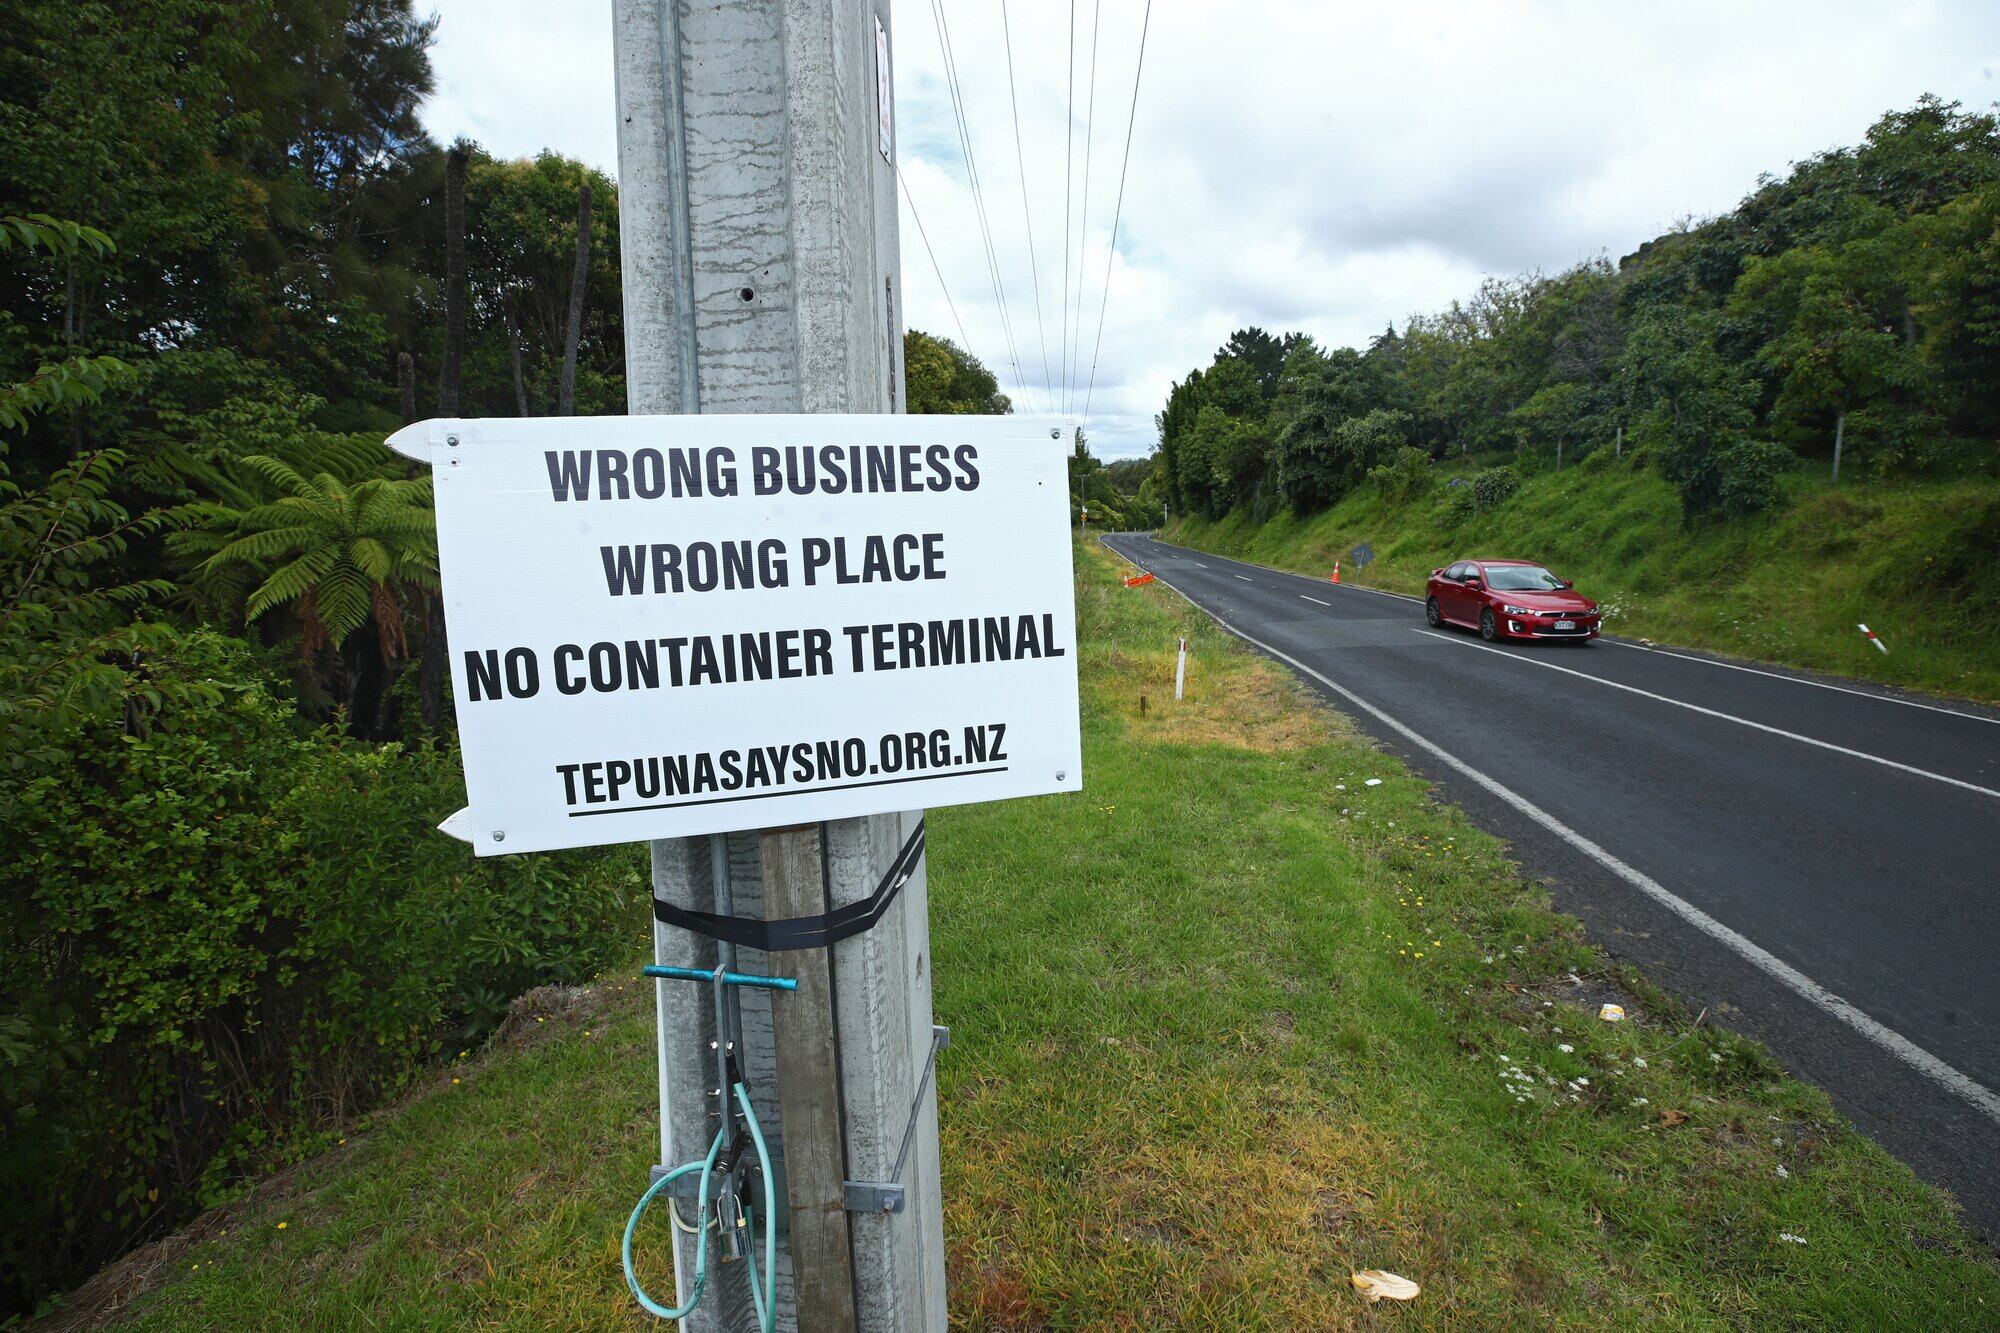 WRONG BUSINESS
WRONG PLACE
NO CONTAINER TERMINAL
TEPUNASAYSNO.ORG.NZ